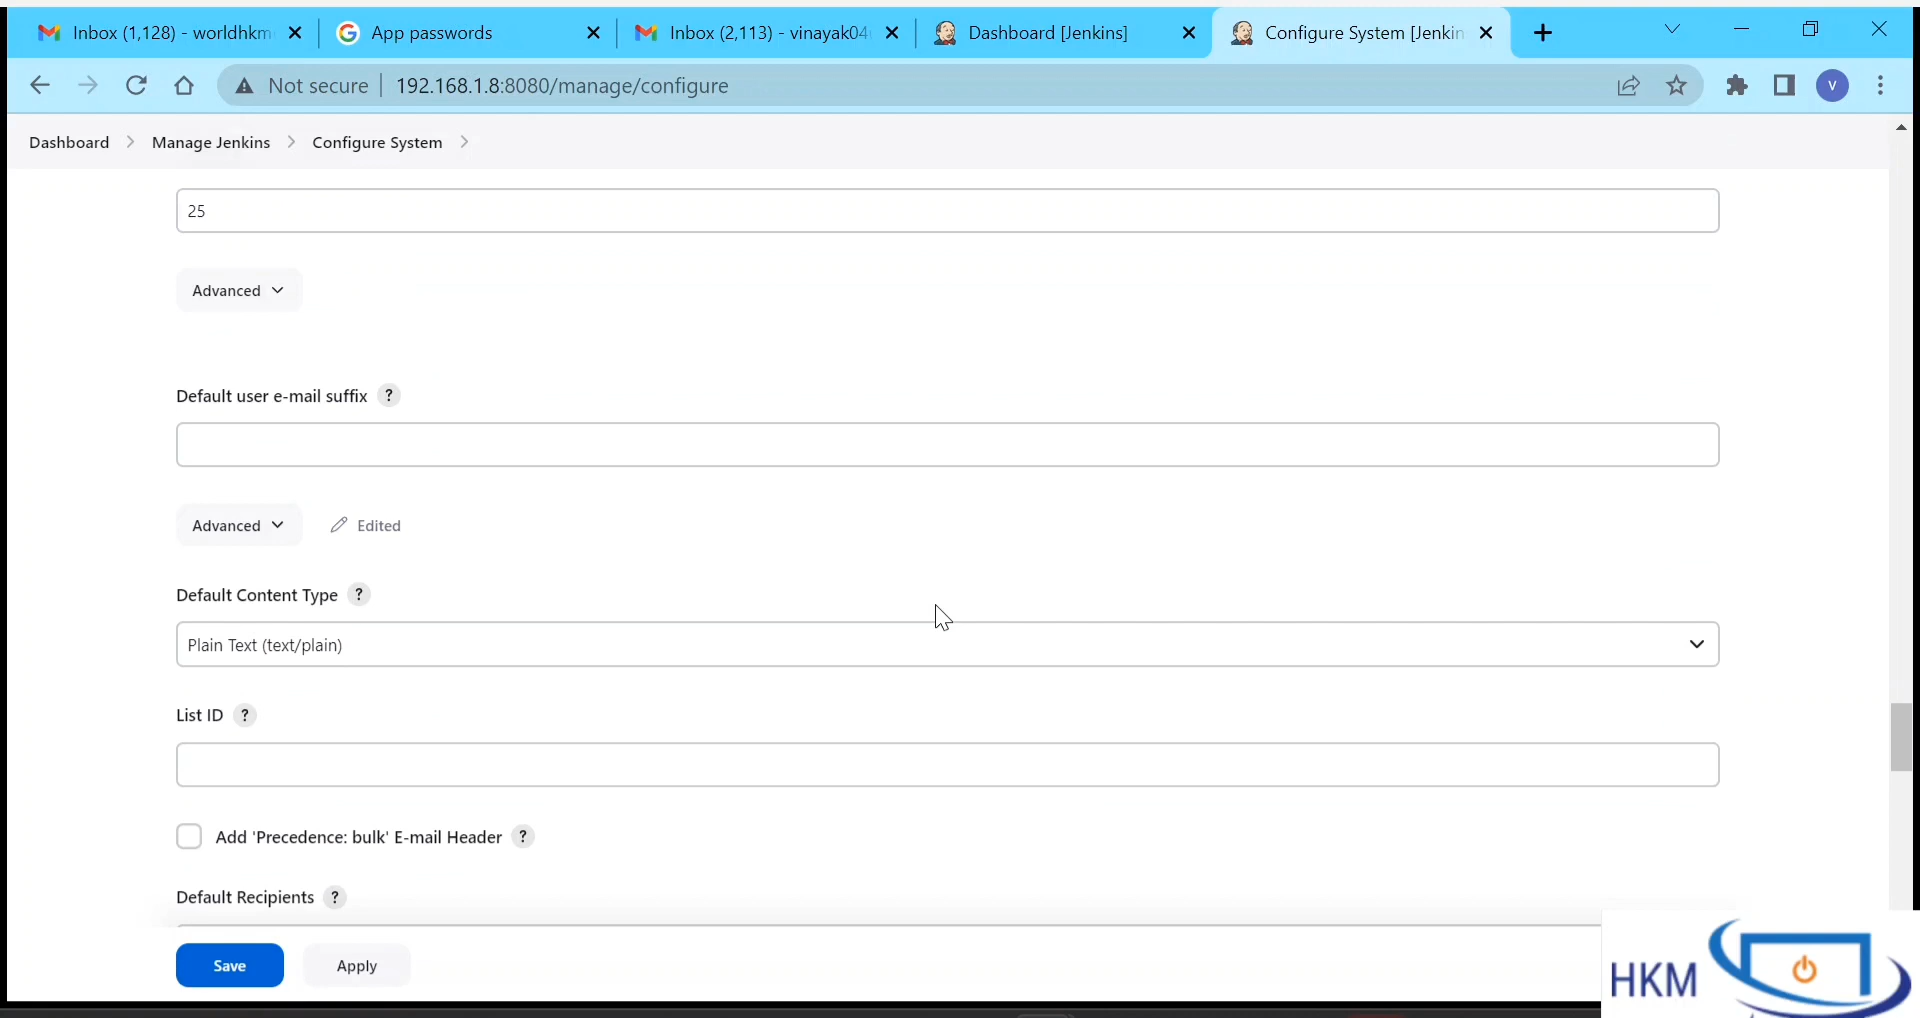 Inbox (1,128) - worldhkm
App passwords
Inbox (2,113) - vinayak04
Dashboard [Jenkins]
Configure System [Jenkin
Not secure
192.168.1.8:8080/manage/configure
V
Dashboard
Manage Jenkins
Configure System
25
Advanced
Default user e-mail suffix ?
Advanced
Edited
Default Content Type ?
Plain Text (text/plain)
List ID ?
Add 'Precedence: bulk' E-mail Header ?
Default Recipients ?
Save
Apply
HKM